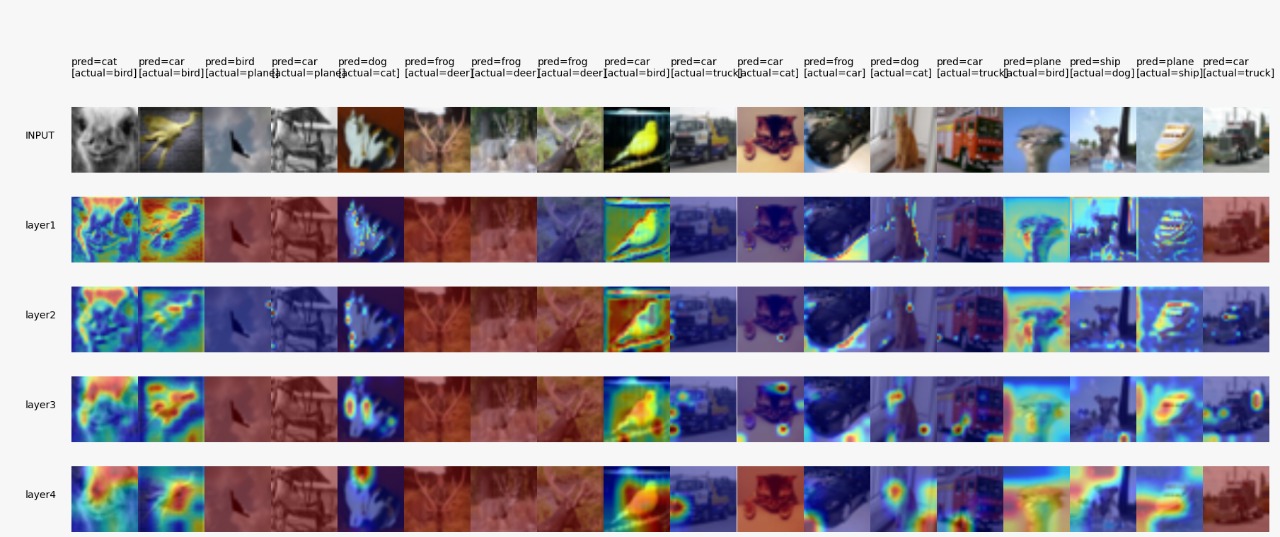 pred=cat pred=car pred=bird pred=car pred=dog pred=frog pred=frog pred=frog pred=car pred=car pred=car pred=frog pred=dog pred=car pred=plane pred=ship pred=plane pred=car
[actual=bird] [actual=bird] [actual=plane] [actual=plane] [actual=cat] [actual=deer] [actual=deer] [actual=deer] [actual=bird] [actual=truck] [actual=cat] [actual=car] [actual=cat] [actual=truck] [actual=bird] [actual=dog] [actual=ship] [actual=truck]
INPUT
layer1
layer2
layer3
layer4